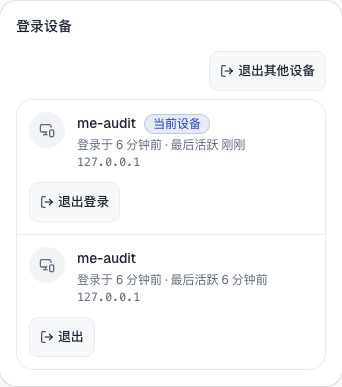 登录设备
退出其他设备
me-audit 当前设备
登录于 6 分钟前 · 最后活跃 刚刚
127.0.0.1
退出登录
me-audit
登录于 6 分钟前 · 最后活跃 6 分钟前
127.0.0.1
退出